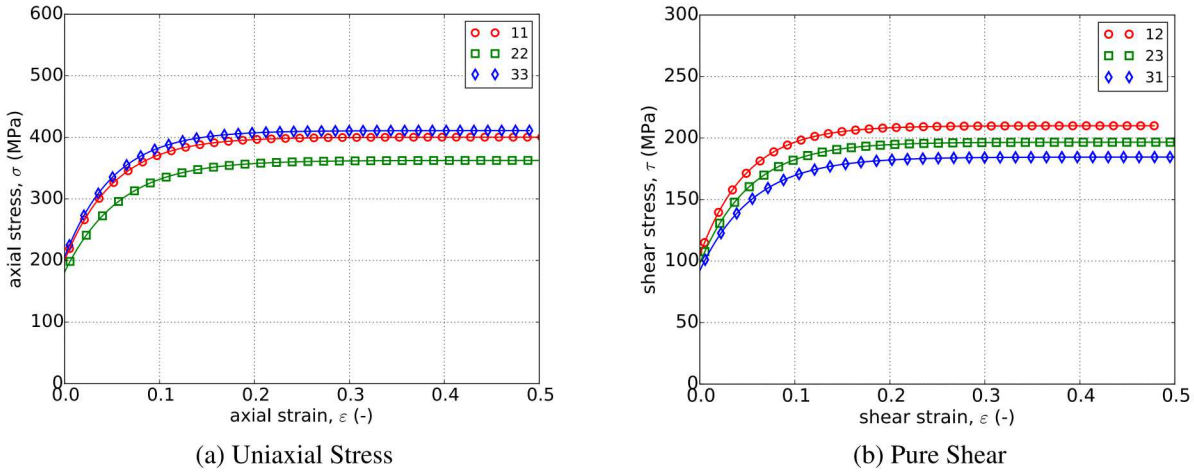 600
500
400
300
200
100
0
0.0 0.1 0.2 0.3 0.4 0.5
axial stress, σ (MPa)
axial strain, ε (-)
11
22
33
(a) Uniaxial Stress
300
250
200
150
100
50
0
0.0 0.1 0.2 0.3 0.4 0.5
shear stress, τ (MPa)
shear strain, ε (-)
12
23
31
(b) Pure Shear